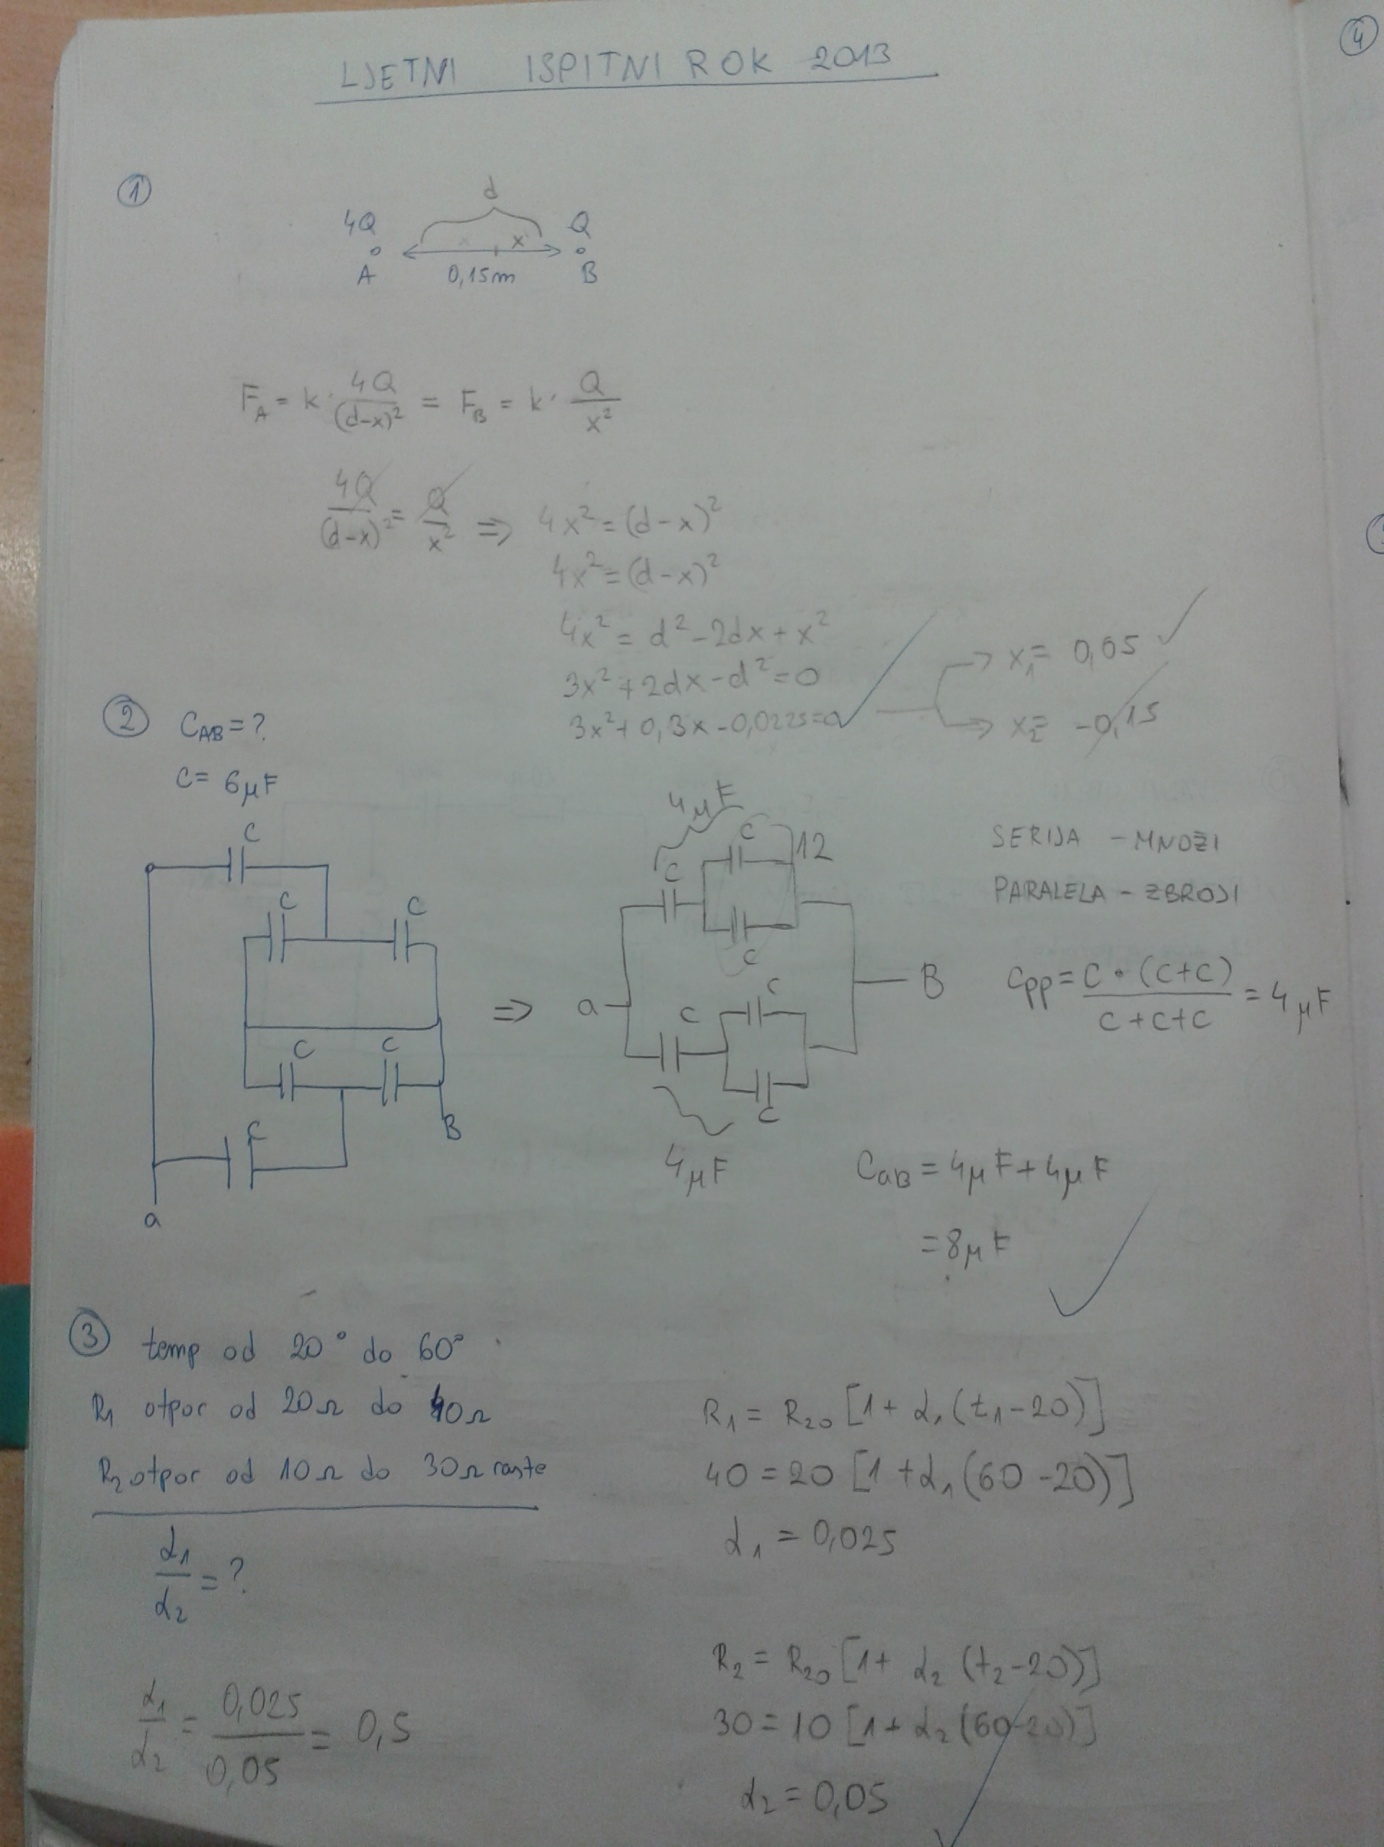 LJETNI ISPITNI ROK 2013
4
1
d
4Q Q
x
A 0,15m B
F_A = k · 4Q/(d-x)² = F_B = k · Q/x²
4Q/(d-x)² = Q/x² ⇒ 4x² = (d-x)²
4x² = (d-x)²
4x² = d² - 2dx + x²
3x² + 2dx - d² = 0
3x² + 0,3x - 0,0225 = 0
→ x₁ = 0,05 ✓
→ x₂ = -0,15
2 C_AB = ?
C = 6μF
C
C C
C C
C
B
a
⇒
4μF
C 12
C
C
a B
C
C
C
4μF
SERIJA - MNOŽI
PARALELA - ZBROJI
Cpp = C · (C+C)/C+C+C = 4μF
C_aB = 4μF + 4μF
= 8μF
3 temp od 20° do 60°
R₁ otpor od 20Ω do 40Ω
R₂ otpor od 10Ω do 30Ω raste
α₁/α₂ = ?
α₁/α₂ = 0,025/0,05 = 0,5
R₁ = R₂₀ [1 + α₁ (t₁ - 20)]
40 = 20 [1 + α₁ (60 - 20)]
α₁ = 0,025
R₂ = R₂₀ [1 + α₂ (t₂ - 20)]
30 = 10 [1 + α₂ (60 - 20)]
α₂ = 0,05